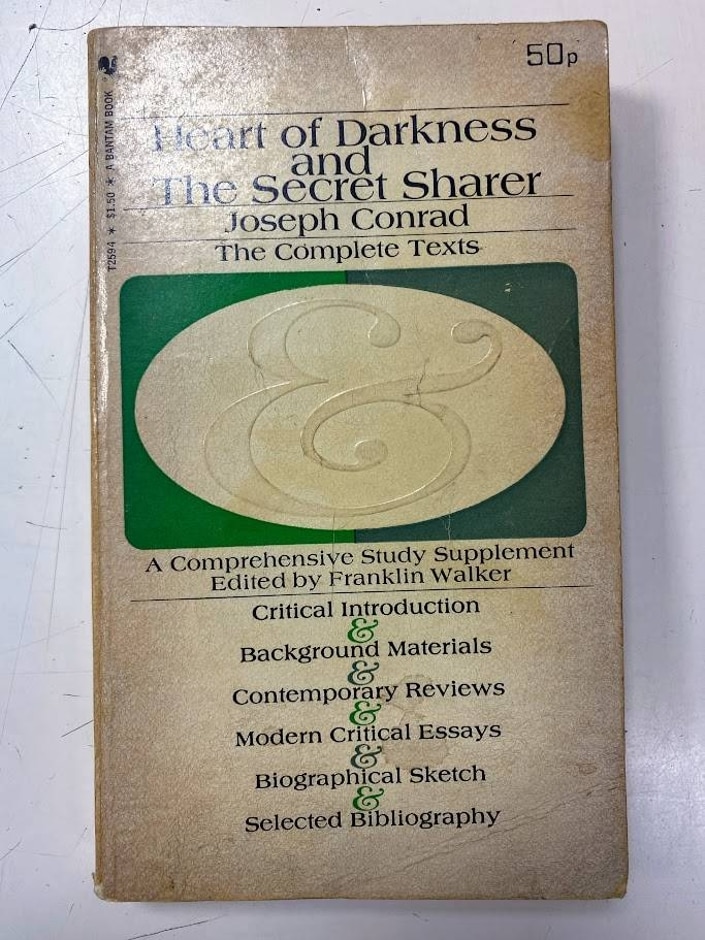 50p
T2594 * $1.50 * A BANTAM BOOK
Heart of Darkness
and
The Secret Sharer
Joseph Conrad
The Complete Texts
&
A Comprehensive Study Supplement
Edited by Franklin Walker
Critical Introduction
&
Background Materials
&
Contemporary Reviews
&
Modern Critical Essays
&
Biographical Sketch
&
Selected Bibliography